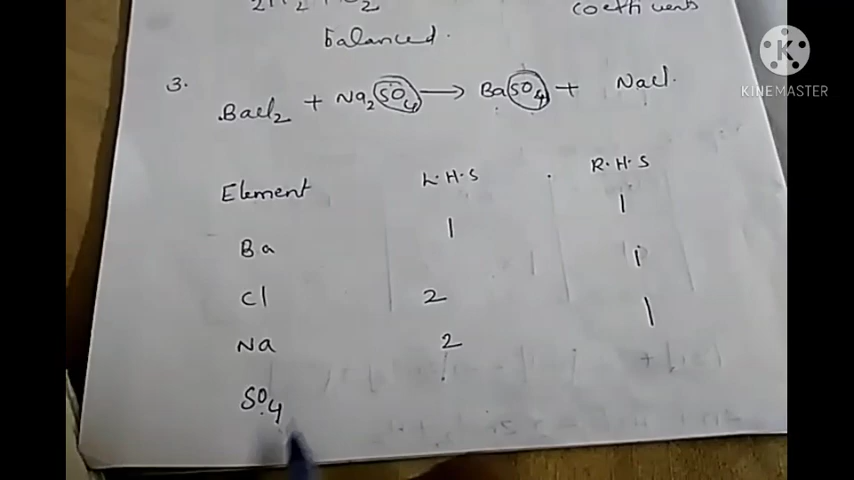 coefficients
balanced.
KINEMASTER
3. BaCl₂ + Na₂SO₄ → BaSO₄ + NaCl.
Element L.H.S R.H.S
Ba 1 1
Cl 2 1
Na 2 1
SO₄